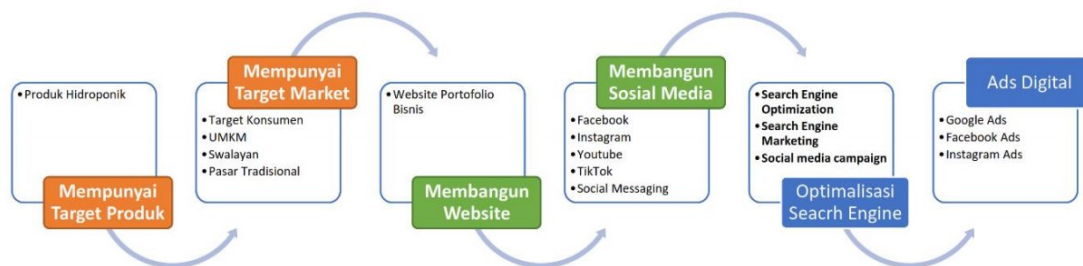 • Produk Hidroponik
Mempunyai
Target Produk
Mempunyai
Target Market
• Target Konsumen
• UMKM
• Swalayan
• Pasar Tradisional
• Website Portofolio
Bisnis
Membangun
Website
Membangun
Sosial Media
• Facebook
• Instagram
• Youtube
• TikTok
• Social Messaging
• Search Engine
Optimization
• Search Engine
Marketing
• Social media campaign
Optimalisasi
Seacrh Engine
Ads Digital
• Google Ads
• Facebook Ads
• Instagram Ads